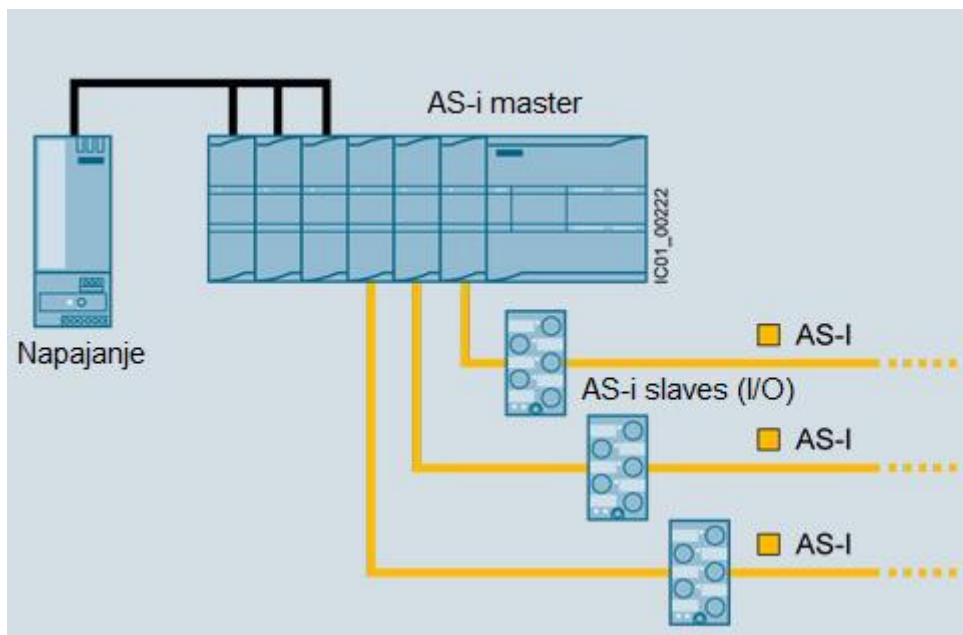 AS-i master
IC01_00222
Napajanje
AS-I
AS-i slaves (I/O)
AS-I
AS-I